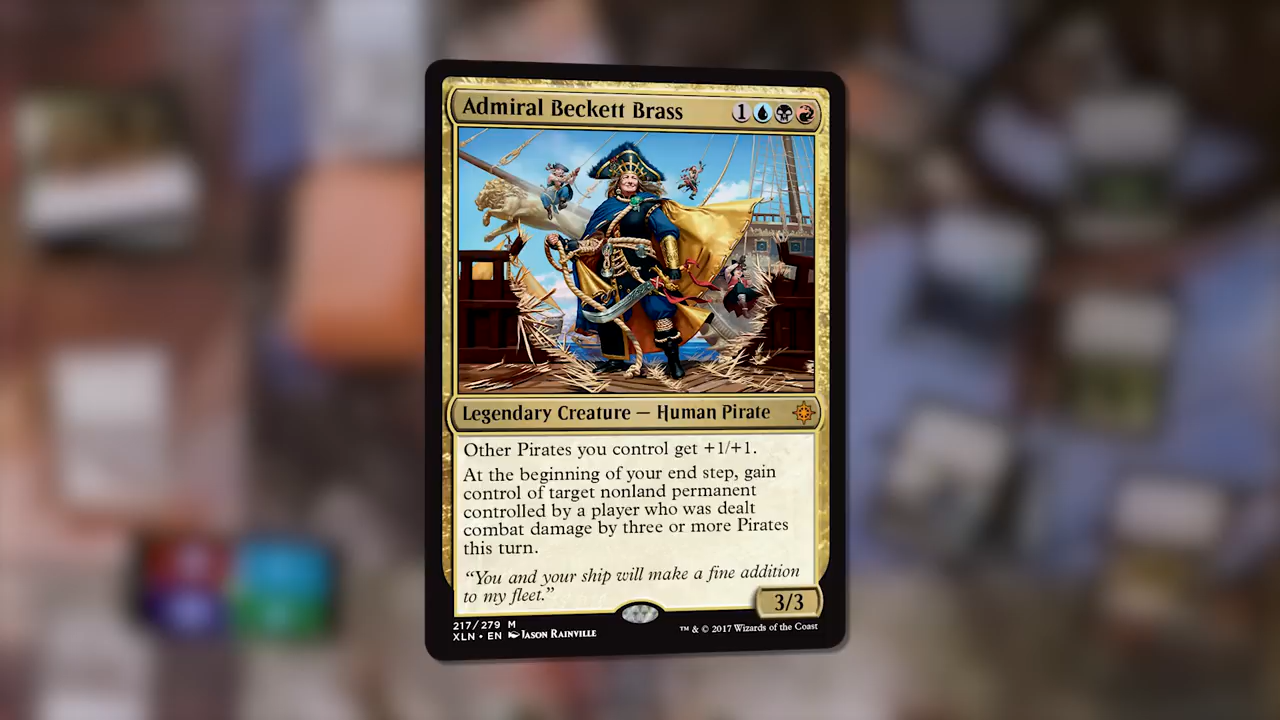 Admiral Beckett Brass 1
Legendary Creature — Human Pirate
Other Pirates you control get +1/+1.
At the beginning of your end step, gain
control of target nonland permanent
controlled by a player who was dealt
combat damage by three or more Pirates
this turn.
"You and your ship will make a fine addition
to my fleet."
3/3
217/279 M
XLN • EN Jason Rainville
™ & © 2017 Wizards of the Coast